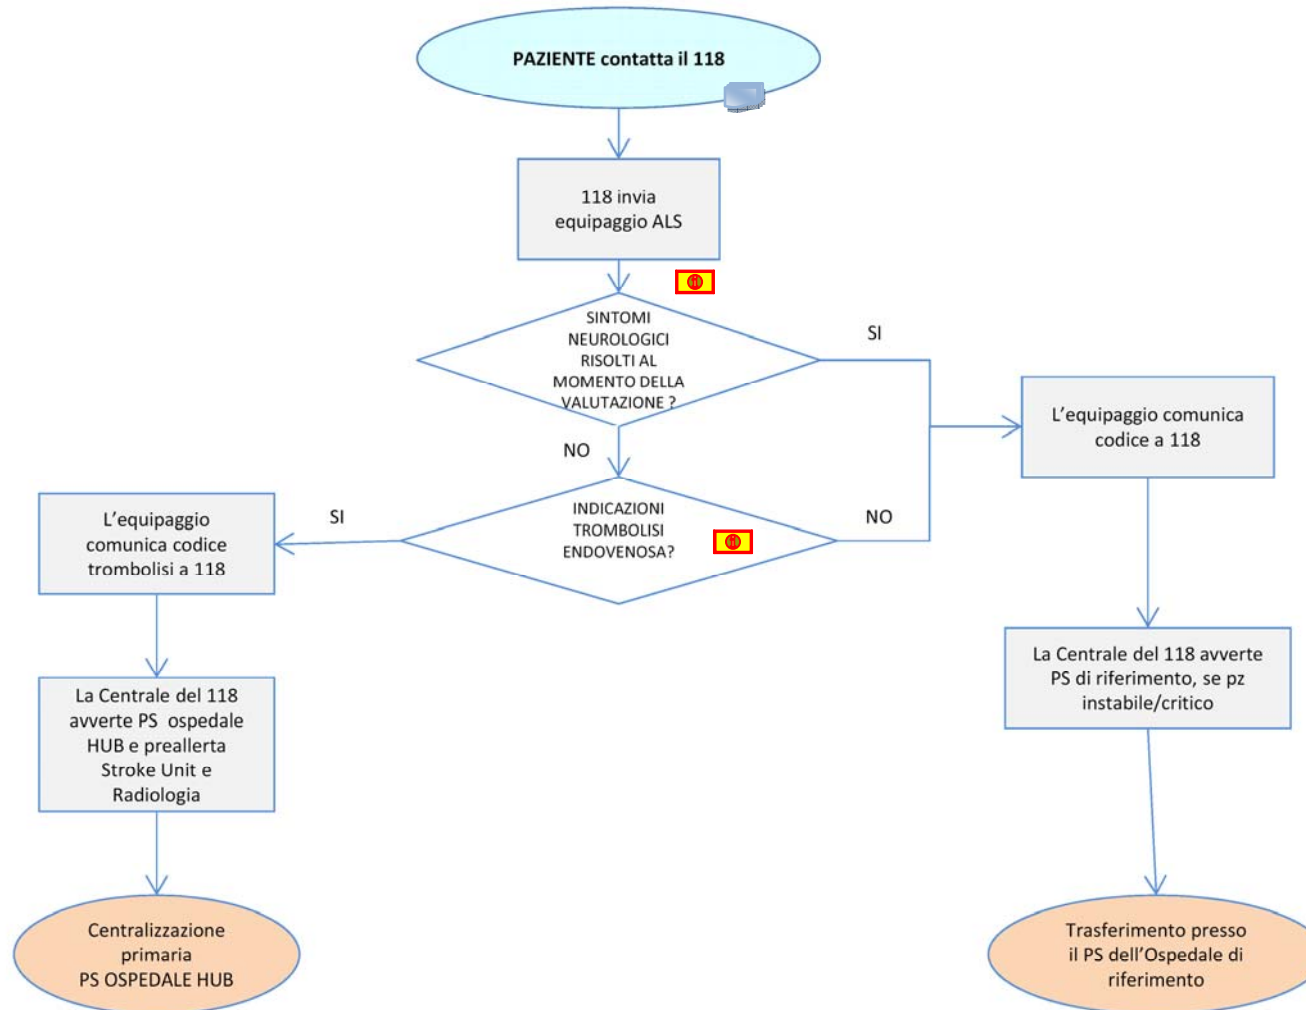 PAZIENTE contatta il 118
118 invia
equipaggio ALS
SINTOMI
NEUROLOGICI
RISOLTI AL
MOMENTO DELLA
VALUTAZIONE ?
SI
NO
L'equipaggio comunica
codice a 118
INDICAZIONI
TROMBOLISI
ENDOVENOSA?
SI
NO
L'equipaggio
comunica codice
trombolisi a 118
La Centrale del 118 avverte
PS di riferimento, se pz
instabile/critico
La Centrale del 118
avverte PS ospedale
HUB e preallerta
Stroke Unit e
Radiologia
Centralizzazione
primaria
PS OSPEDALE HUB
Trasferimento presso
il PS dell'Ospedale di
riferimento